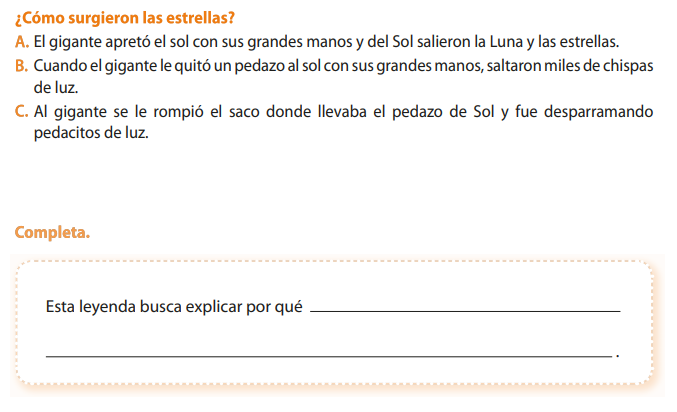 ¿Cómo surgieron las estrellas?
A. El gigante apretó el sol con sus grandes manos y del Sol salieron la Luna y las estrellas.
B. Cuando el gigante le quitó un pedazo al sol con sus grandes manos, saltaron miles de chispas
de luz.
C. Al gigante se le rompió el saco donde llevaba el pedazo de Sol y fue desparramando
pedacitos de luz.
Completa.
Esta leyenda busca explicar por qué
.